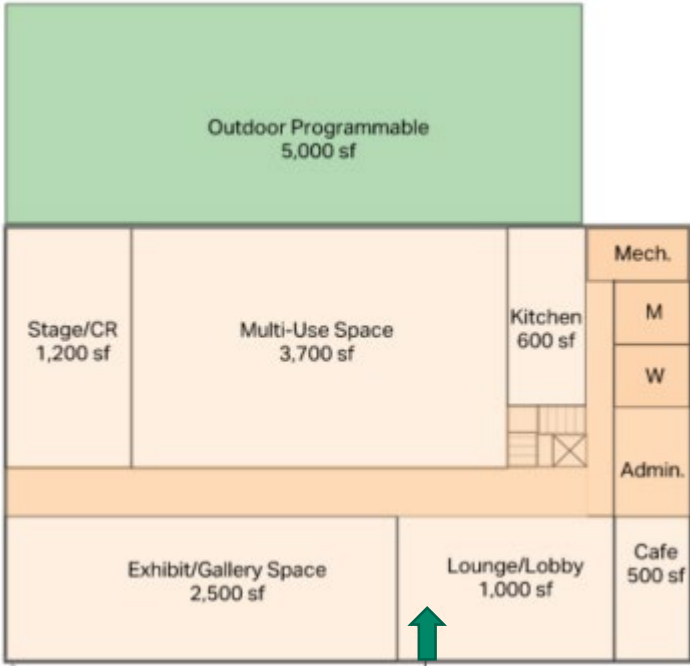 Outdoor Programmable
5,000 sf
Mech.
M
Stage/CR
1,200 sf
Multi-Use Space
3,700 sf
Kitchen
600 sf
W
Admin.
Exhibit/Gallery Space
2,500 sf
Lounge/Lobby
1,000 sf
Cafe
500 sf